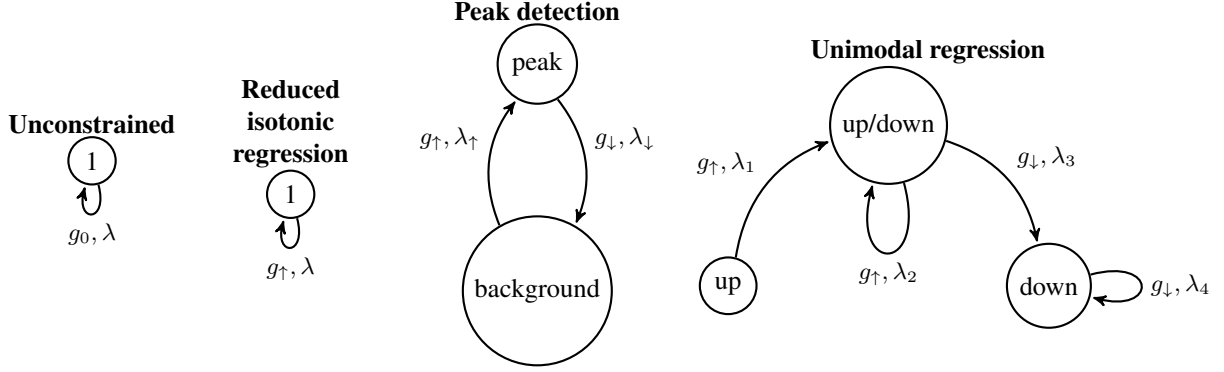 Unconstrained
1
g₀, λ
Reduced
isotonic
regression
1
g↑, λ
Peak detection
peak
g↑, λ↑
g↓, λ↓
background
Unimodal regression
up/down
g↑, λ₁
g↓, λ₃
up
g↑, λ₂
down
g↓, λ₄